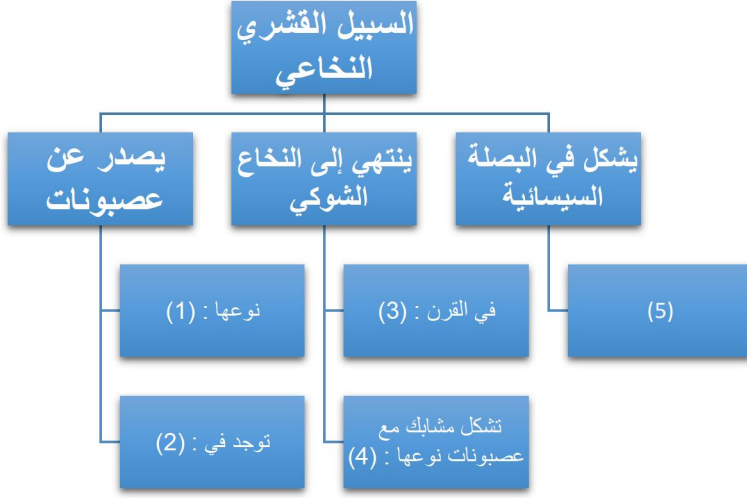 السبيل القشري
النخاعي
يشكل في البصلة
السيسائية
ينتهي إلى النخاع
الشوكي
يصدر عن
عصبونات
(5)
في القرن : (3)
نوعها : (1)
تشكل مشابك مع
عصبونات نوعها : (4)
توجد في : (2)